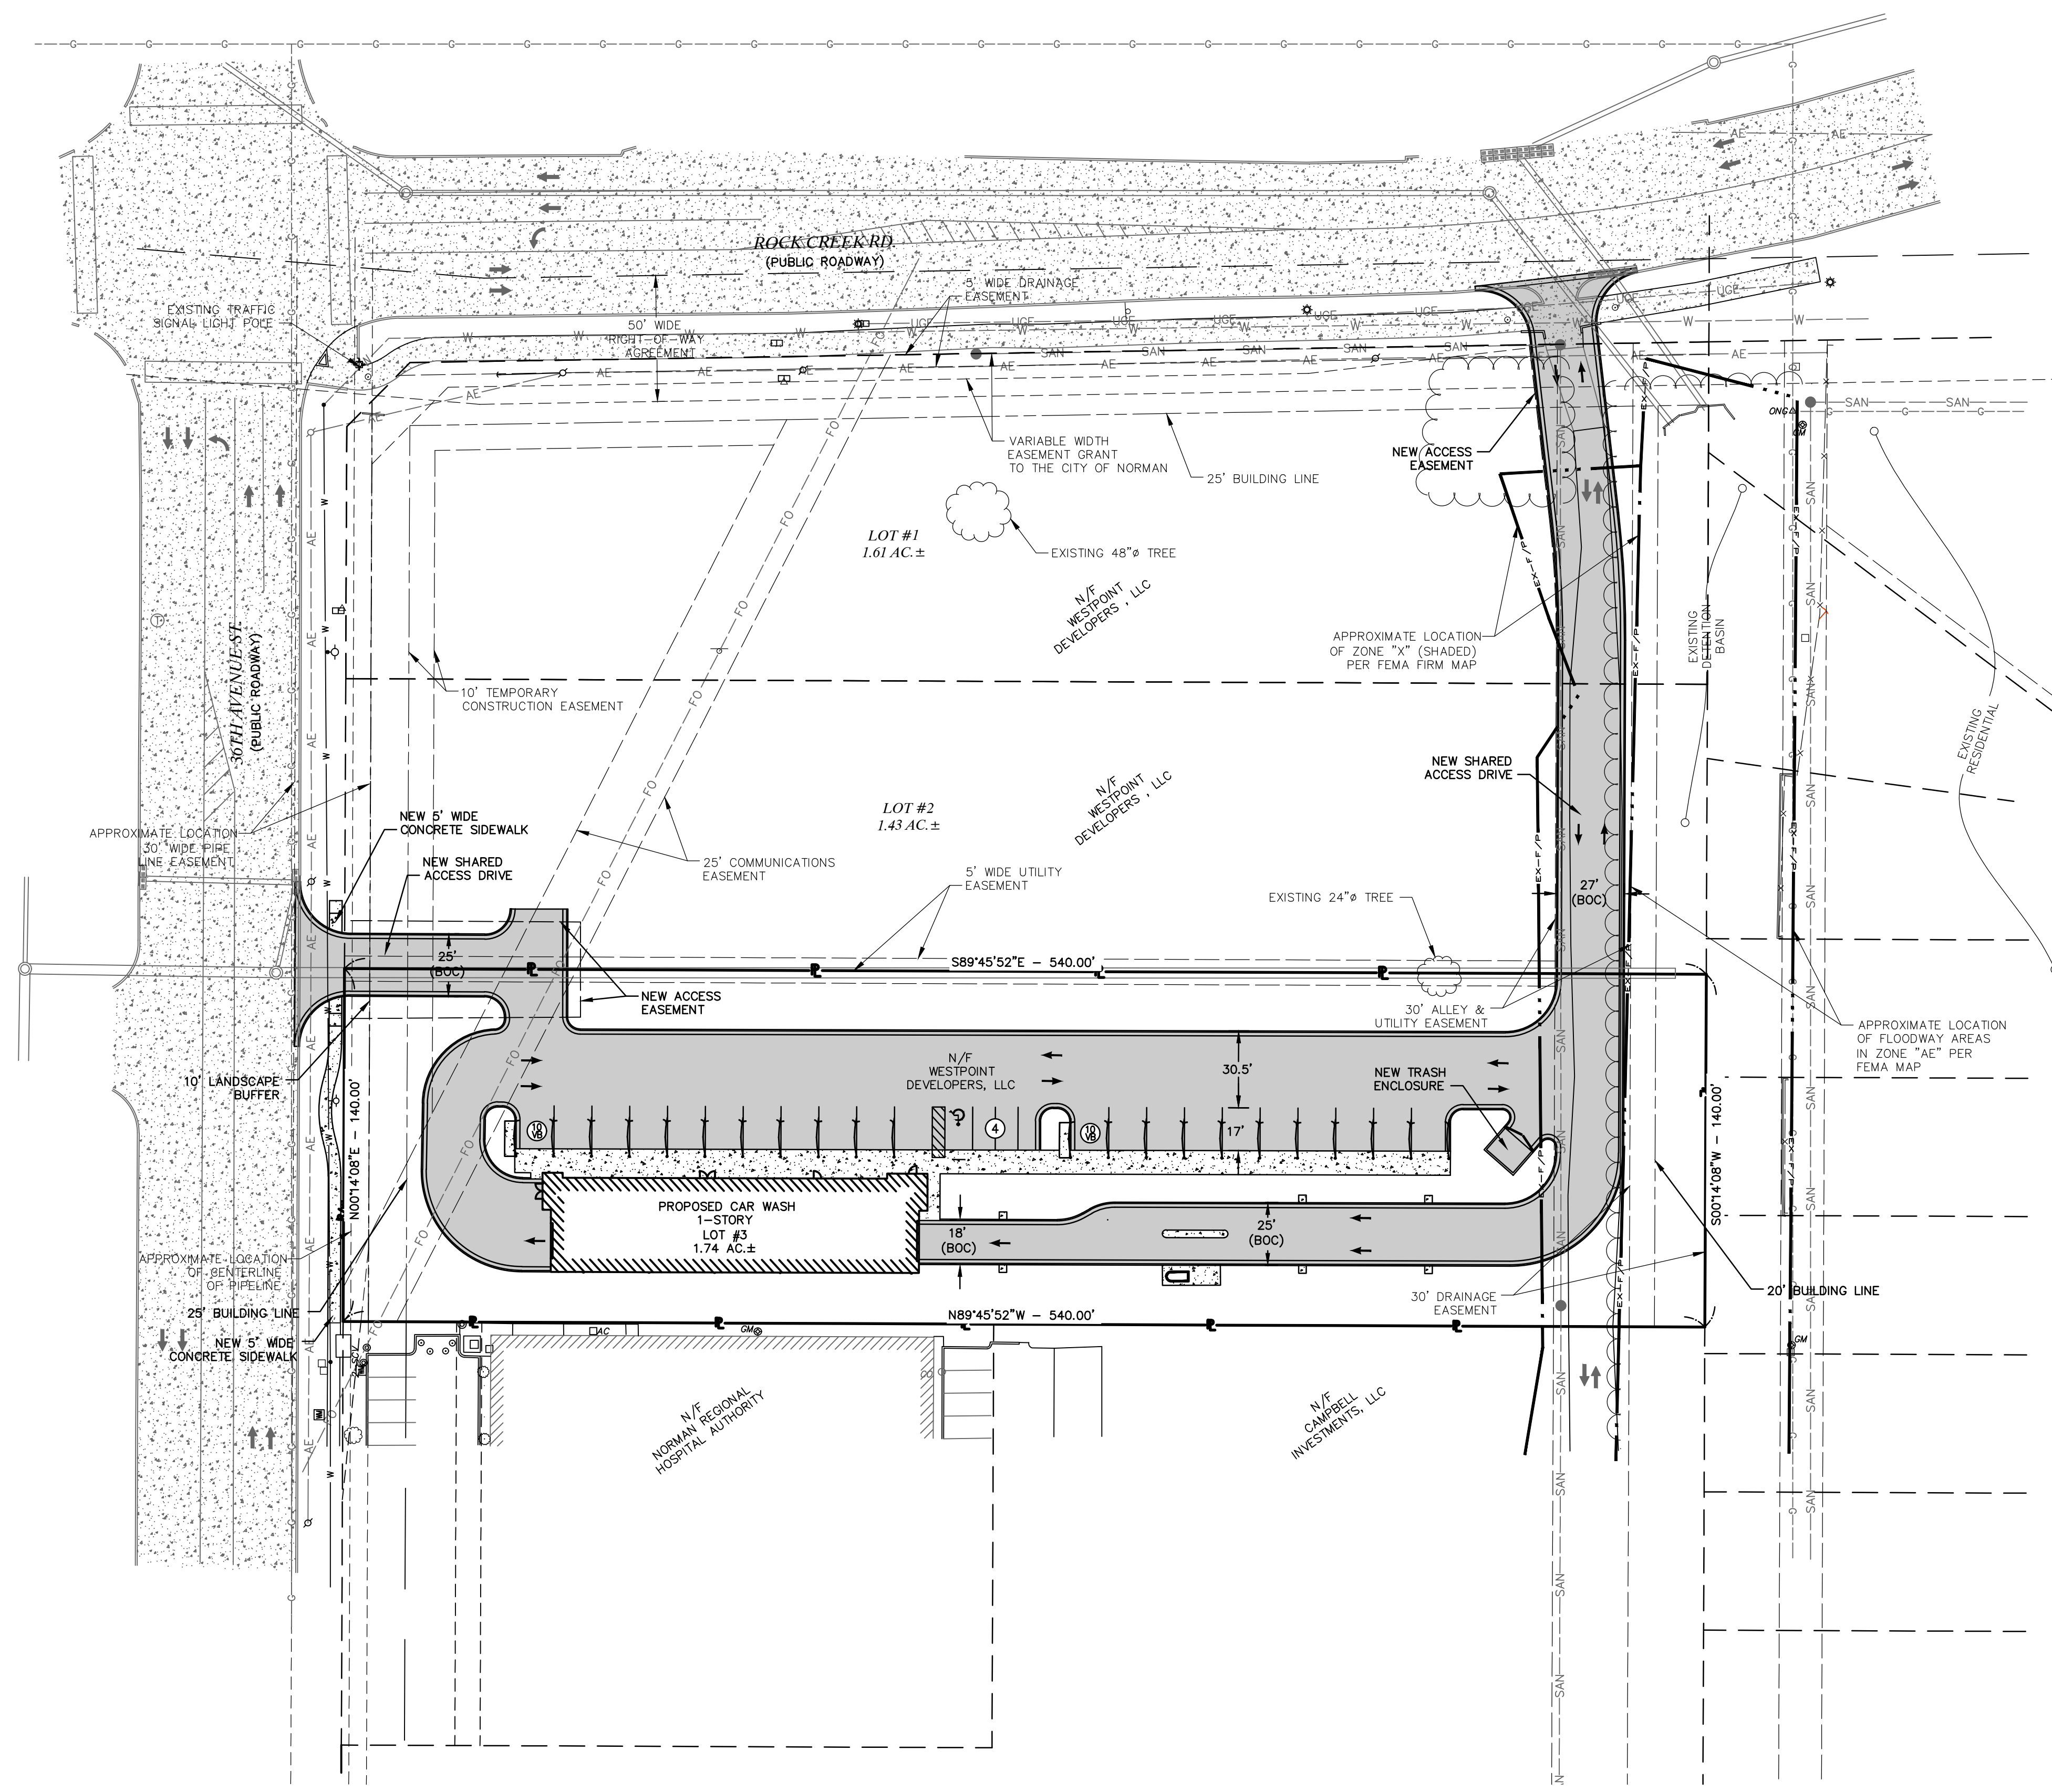 ROCK CREEK RD.
(PUBLIC ROADWAY)
5' WIDE DRAINAGE
EASEMENT
EXISTING TRAFFIC
SIGNAL LIGHT POLE
50' WIDE
RIGHT-OF-WAY
AGREEMENT
VARIABLE WIDTH
EASEMENT GRANT
TO THE CITY OF NORMAN
25' BUILDING LINE
NEW ACCESS
EASEMENT
ONG
GM
LOT #1
1.61 AC.±
EXISTING 48"ø TREE
N/F
WESTPOINT
DEVELOPERS , LLC
APPROXIMATE LOCATION
OF ZONE "X" (SHADED)
PER FEMA FIRM MAP
EXISTING
DETENTION
BASIN
EXISTING
RESIDENTIAL
36TH AVENUE ST.
(PUBLIC ROADWAY)
10' TEMPORARY
CONSTRUCTION EASEMENT
NEW SHARED
ACCESS DRIVE
N/F
WESTPOINT
DEVELOPERS , LLC
LOT #2
1.43 AC.±
NEW 5' WIDE
CONCRETE SIDEWALK
APPROXIMATE LOCATION
30' WIDE PIPE
LINE EASEMENT
NEW SHARED
ACCESS DRIVE
25' COMMUNICATIONS
EASEMENT
5' WIDE UTILITY
EASEMENT
EXISTING 24"ø TREE
27'
(BOC)
25'
(BOC)
S89°45'52"E - 540.00'
NEW ACCESS
EASEMENT
30' ALLEY &
UTILITY EASEMENT
APPROXIMATE LOCATION
OF FLOODWAY AREAS
IN ZONE "AE" PER
FEMA MAP
10' LANDSCAPE
BUFFER
N00°14'08"E - 140.00'
N/F
WESTPOINT
DEVELOPERS, LLC
30.5'
NEW TRASH
ENCLOSURE
S00°14'08"W - 140.00'
10
VB
4
10
VB
17'
PROPOSED CAR WASH
1-STORY
LOT #3
1.74 AC.±
18'
(BOC)
25'
(BOC)
APPROXIMATE LOCATION
OF CENTERLINE
OF PIPELINE
25' BUILDING LINE
30' DRAINAGE
EASEMENT
20' BUILDING LINE
N89°45'52"W - 540.00'
NEW 5' WIDE
CONCRETE SIDEWALK
AC
GM
GM
N/F
NORMAN REGIONAL
HOSPITAL AUTHORITY
N/F
CAMPBELL
INVESTMENTS, LLC